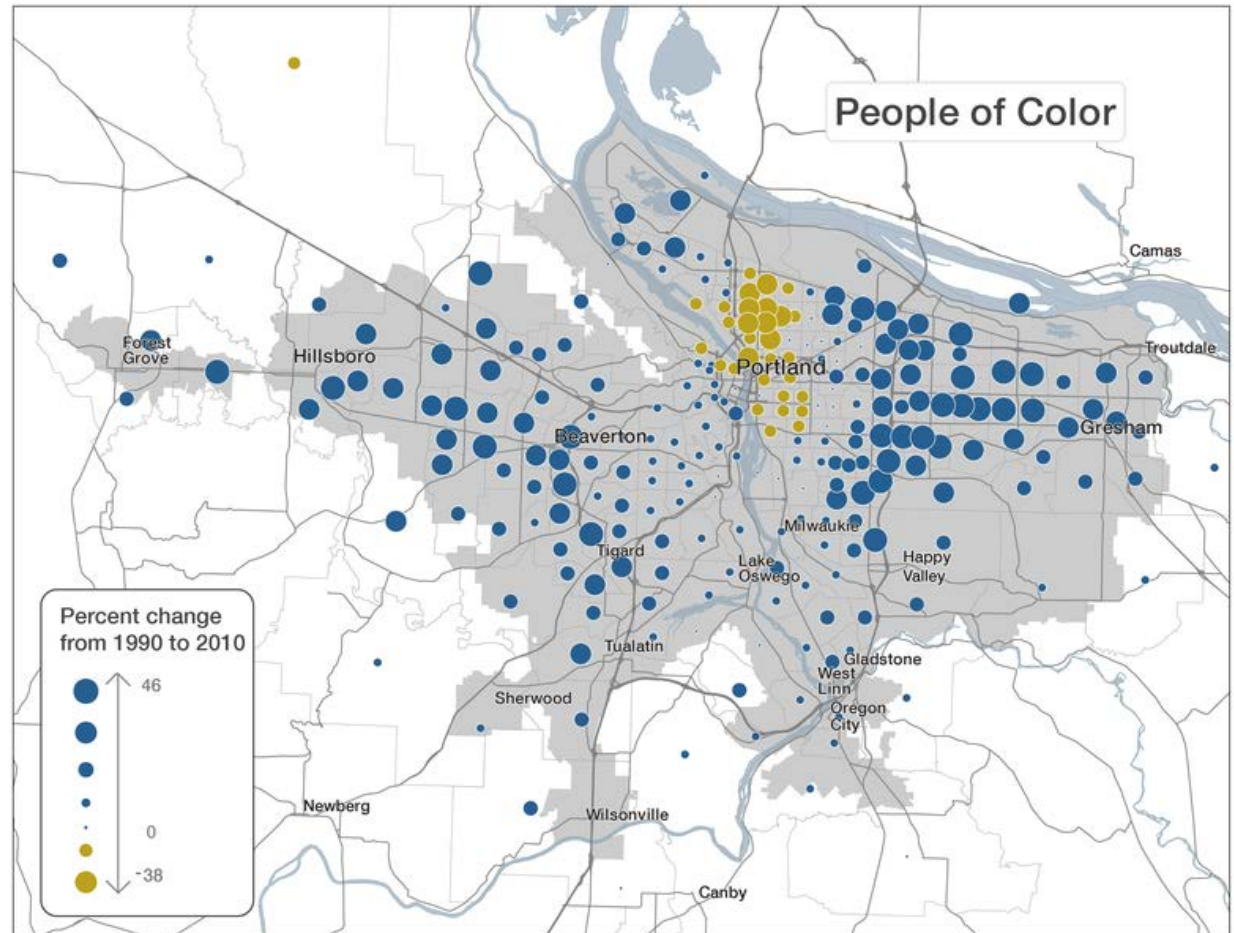 People of Color
Camas
Troutdale
Forest
Grove
Hillsboro
Portland
Beaverton
Gresham
Milwaukie
Tigard
Lake
Oswego
Happy
Valley
Percent change
from 1990 to 2010
46
0
-38
Tualatin
Gladstone
West
Linn
Sherwood
Oregon
City
Newberg
Wilsonville
Canby